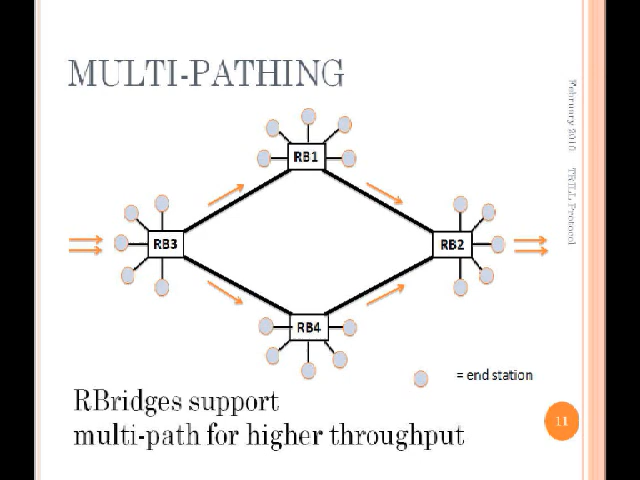 MULTI-PATHING
February 2010 TRILL Protocol
RB1
RB3
RB2
RB4
= end station
RBridges support
multi-path for higher throughput
11